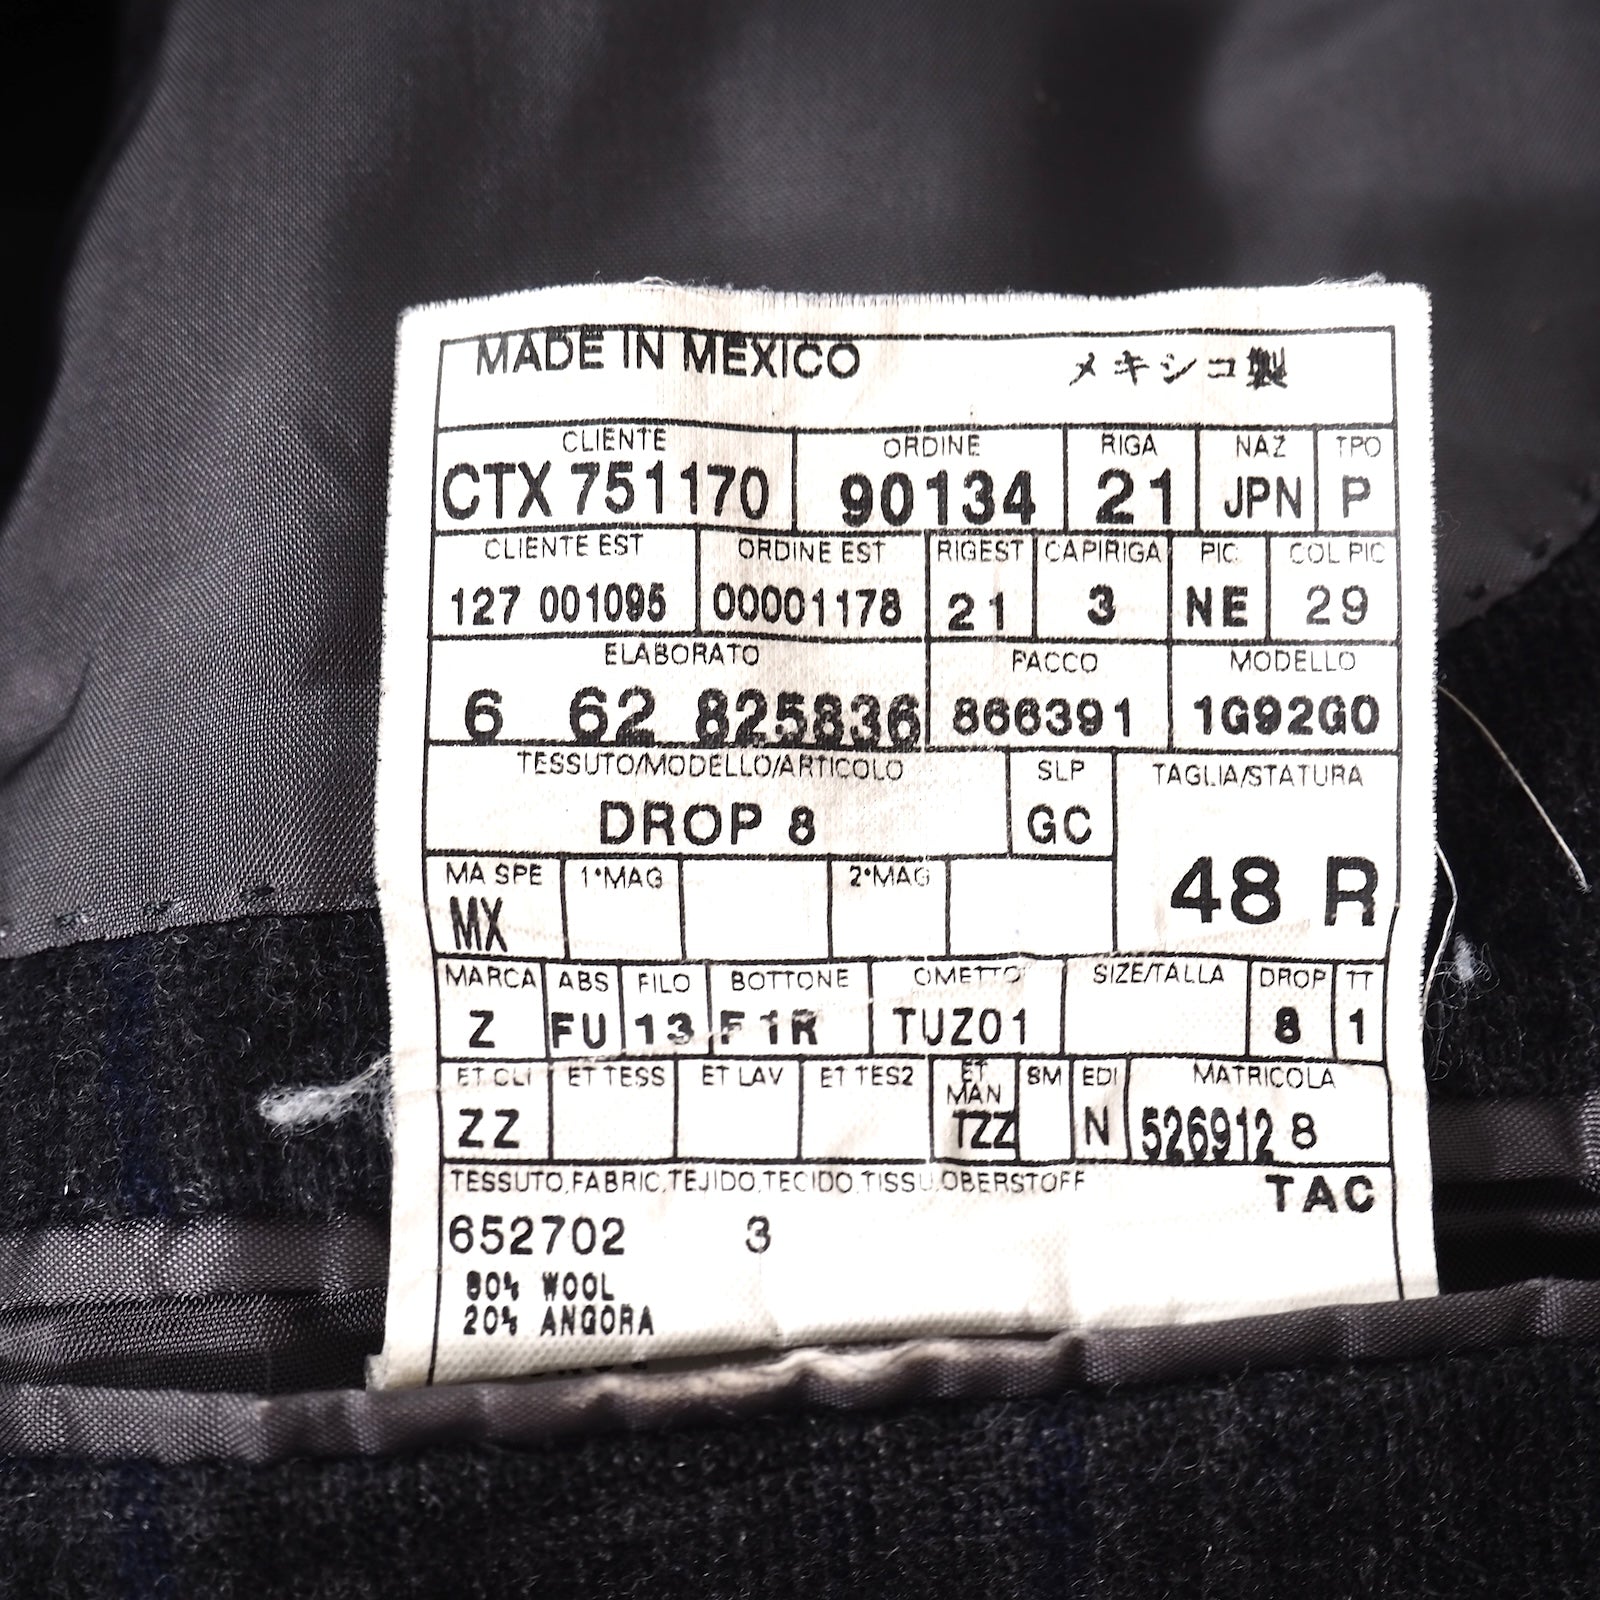 MADE IN MEXICO メキシコ製
CLIENTE ORDINE RIGA NAZ TPO
CTX 751170 90134 21 JPN P
CLIENTE EST ORDINE EST RIGEST CAPIRIGA PIC COL PIC
127 001095 00001178 21 3 NE 29
ELABORATO PACCO MODELLO
6 62 825836 866391 1G92G0
TESSUTO/MODELLO/ARTICOLO SLP TAGLIA/STATURA
DROP 8 GC
48 R
MA SPE 1°MAG 2°MAG
MX
MARCA ABS FILO BOTTONE OMETTO SIZE/TALLA DROP TT
Z FU 13 F1R TUZ01 8 1
ET CLI ET TESS ET LAV ET TES2 ET MAN BM EDI MATRICOLA
ZZ TZZ N 526912 8
TESSUTO,FABRIC,TEJIDO,TECIDO,TISSU,OBERSTOFF TAC
652702 3
80% WOOL
20% ANGORA